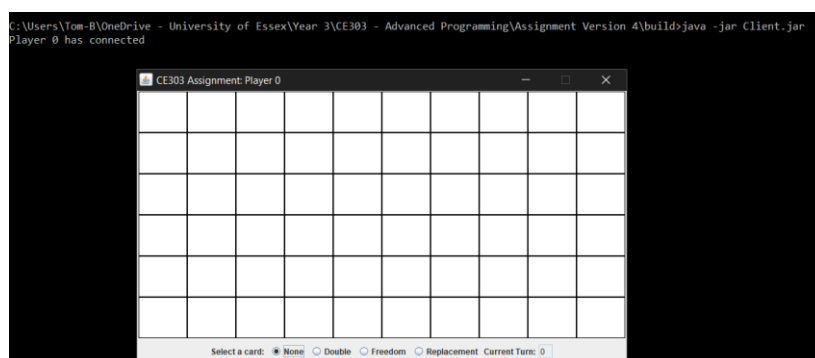 C:\Users\Tom-B\OneDrive - University of Essex\Year 3\CE303 - Advanced Programming\Assignment Version 4\build>java -jar Client.jar
Player 0 has connected
CE303 Assignment: Player 0
Select a card: None Double Freedom Replacement Current Turn: 0